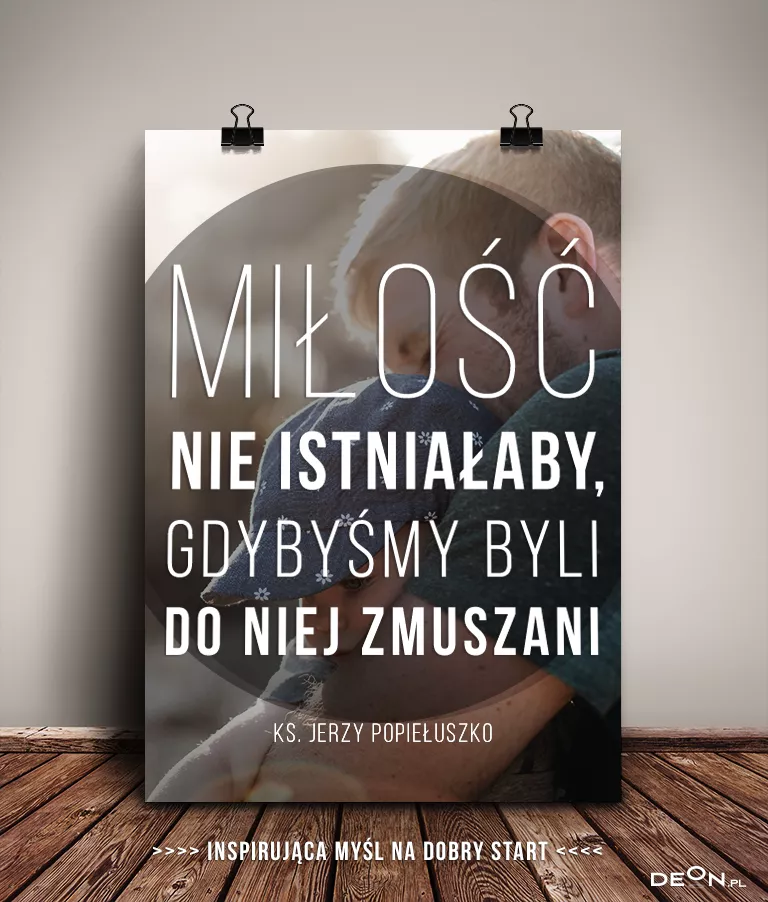 MIŁOŚĆ
NIE ISTNIAŁABY,
GDYBYŚMY BYLI
DO NIEJ ZMUSZANI
KS. JERZY POPIEŁUSZKO
>>>> INSPIRUJĄCA MYŚL NA DOBRY START <<<<
DEON.PL